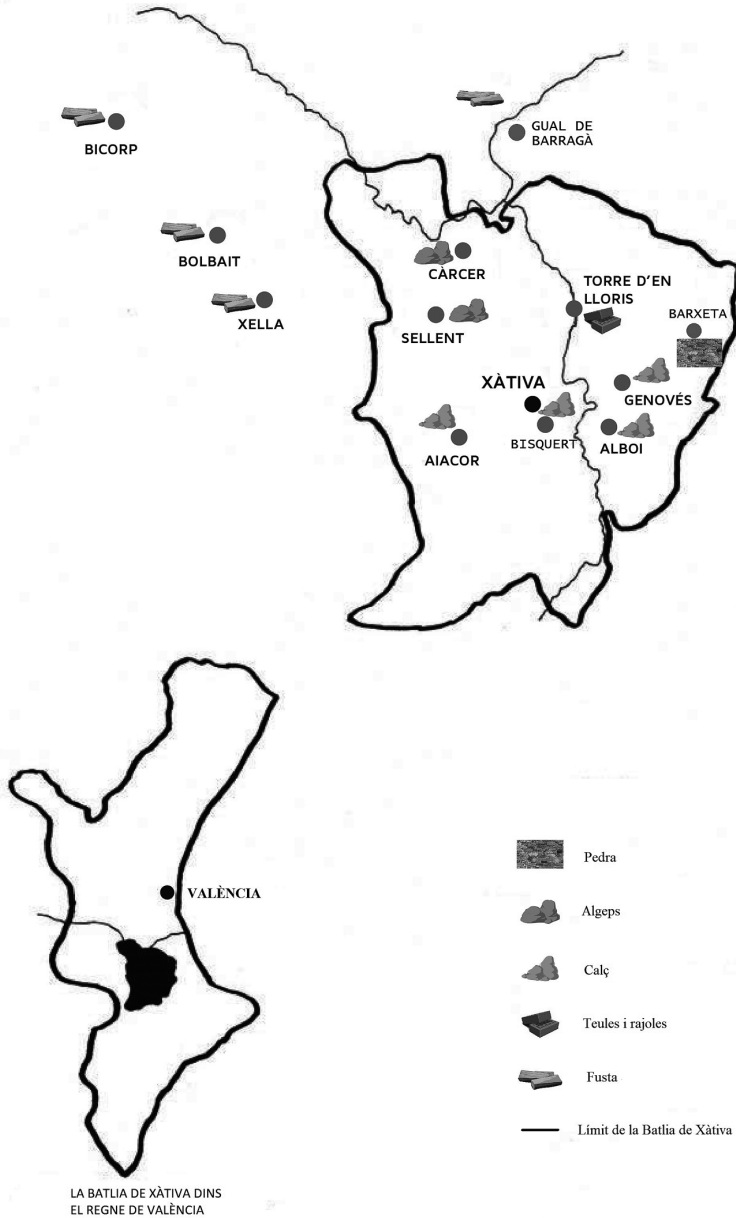 GUAL DE
BARRAGÀ
BICORP
BOLBAIT
CÀRCER
TORRE D'EN
LLORIS
XELLA
SELLENT
BARXETA
XÀTIVA
GENOVÉS
BISQUERT
ALBOI
AIACOR
VALÈNCIA
Pedra
Algeps
Calç
Teules i rajoles
Fusta
Límit de la Batlia de Xàtiva
LA BATLIA DE XÀTIVA DINS
EL REGNE DE VALÈNCIA